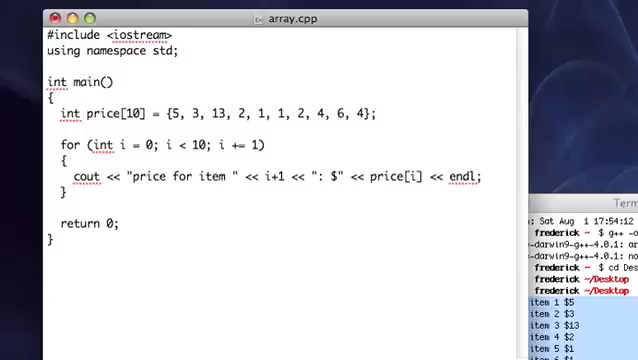 array.cpp
#include <iostream>
using namespace std;
int main()
{
int price[10] = {5, 3, 13, 2, 1, 1, 2, 4, 6, 4};
for (int i = 0; i < 10; i += 1)
{
cout << "price for item " << i+1 << ": $" << price[i] << endl;
}
return 0;
}
Term
n: Sat Aug 1 17:54:12
frederick $ g++ -o
-darwin9-g++-4.0.1: ar
-darwin9-g++-4.0.1: no
frederick $ cd Des
frederick ~/Desktop
frederick ~/Desktop
item 1 $5
item 2 $3
item 3 $13
item 4 $2
item 5 $1
item 6 $1